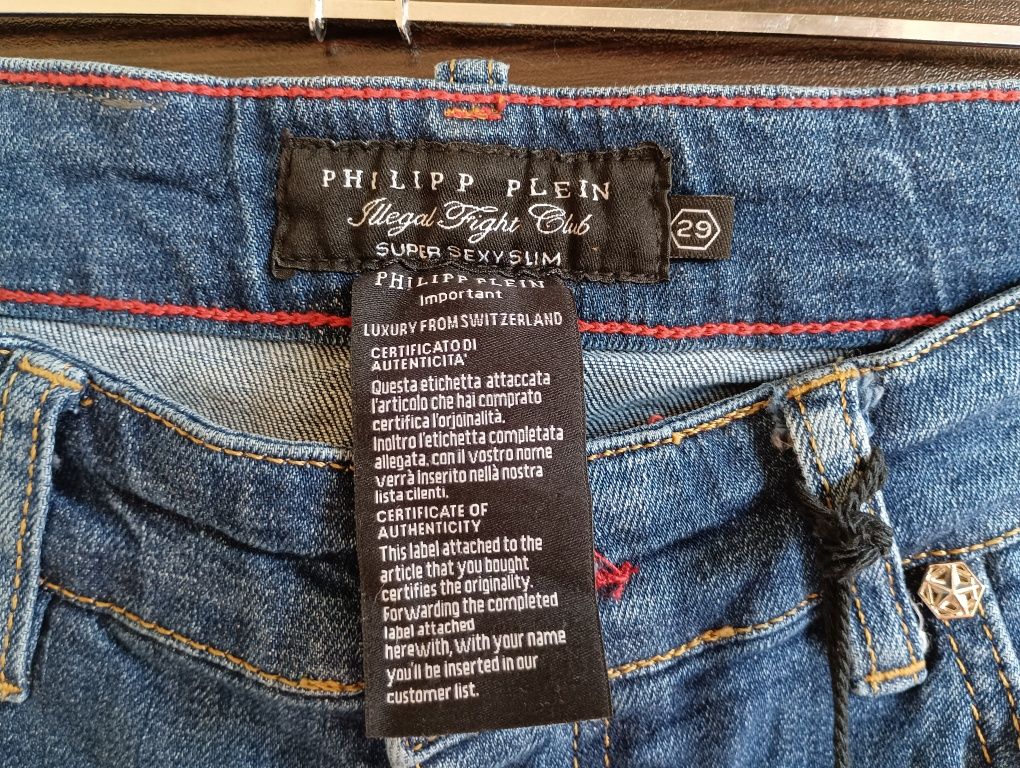 PHILIPP PLEIN
Illegal Fight Club
SUPER SEXY SLIM
29
PHILIPP PLEIN
Important
LUXURY FROM SWITZERLAND
CERTIFICATO DI
AUTENTICITA'
Questa etichetta attaccata
l'articolo che hai comprato
certifica l'orjoinalità.
Inoltro l'etichetta completata
allegata. con il vostro nome
verrà Inserito nellà nostra
lista cilenti.
CERTIFICATE OF
AUTHENTICITY
This label attached to the
article that you bought
certifies the originality.
Forwarding the completed
label attached
herewith, with your name
you'll be inserted in our
customer list.